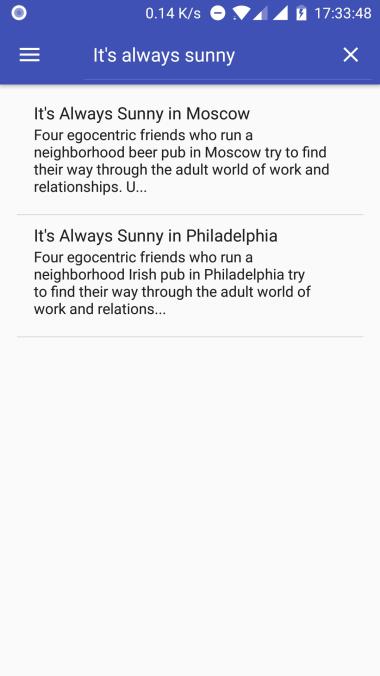 0.14 K/s 17:33:48
It's always sunny
It's Always Sunny in Moscow
Four egocentric friends who run a
neighborhood beer pub in Moscow try to find
their way through the adult world of work and
relationships. U...
It's Always Sunny in Philadelphia
Four egocentric friends who run a
neighborhood Irish pub in Philadelphia try
to find their way through the adult world of
work and relations...